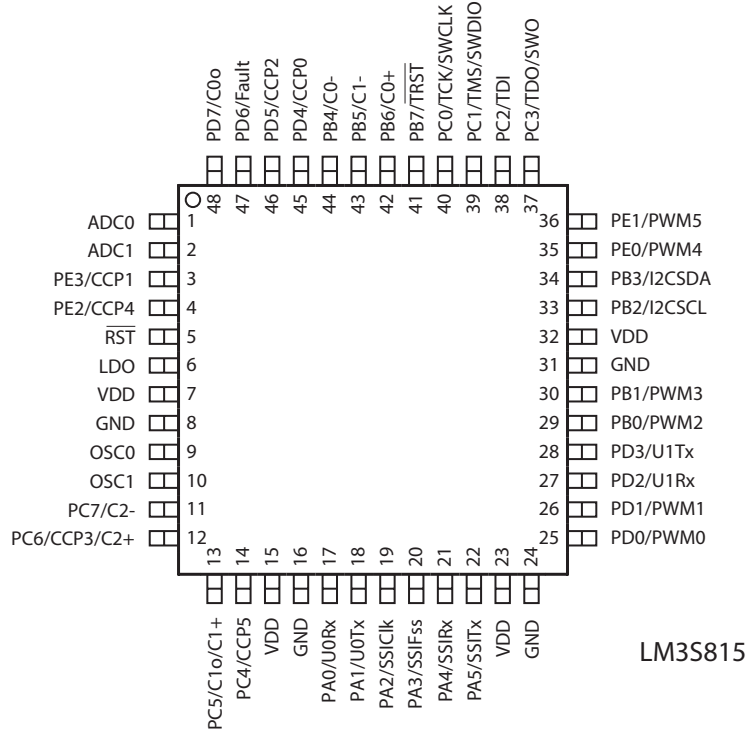 PD7/C0o
PD6/Fault
PD5/CCP2
PD4/CCP0
PB4/C0-
PB5/C1-
PB6/C0+
PB7/TRST
PC0/TCK/SWCLK
PC1/TMS/SWDIO
PC2/TDI
PC3/TDO/SWO
48
47
46
45
44
43
42
41
40
39
38
37
ADC0 1
ADC1 2
PE3/CCP1 3
PE2/CCP4 4
RST 5
LDO 6
VDD 7
GND 8
OSC0 9
OSC1 10
PC7/C2- 11
PC6/CCP3/C2+ 12
36 PE1/PWM5
35 PE0/PWM4
34 PB3/I2CSDA
33 PB2/I2CSCL
32 VDD
31 GND
30 PB1/PWM3
29 PB0/PWM2
28 PD3/U1Tx
27 PD2/U1Rx
26 PD1/PWM1
25 PD0/PWM0
13
14
15
16
17
18
19
20
21
22
23
24
PC5/C1o/C1+
PC4/CCP5
VDD
GND
PA0/U0Rx
PA1/U0Tx
PA2/SSIClk
PA3/SSIFss
PA4/SSIRx
PA5/SSITx
VDD
GND
LM3S815